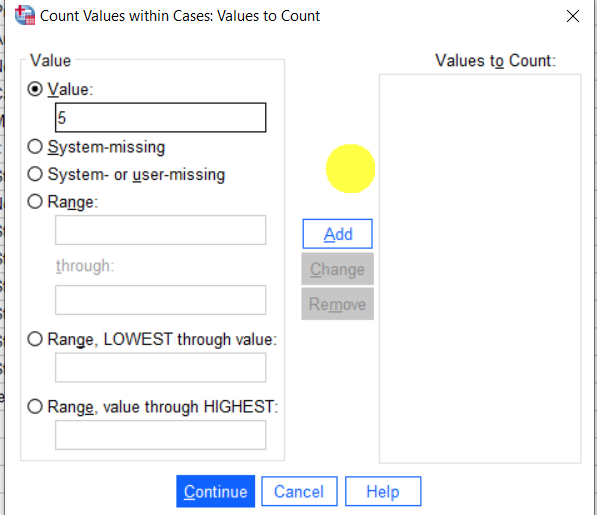 Count Values within Cases: Values to Count
Value
Value:
5
System-missing
System- or user-missing
Range:
through:
Range, LOWEST through value:
Range, value through HIGHEST:
Add
Change
Remove
Values to Count:
Continue
Cancel
Help